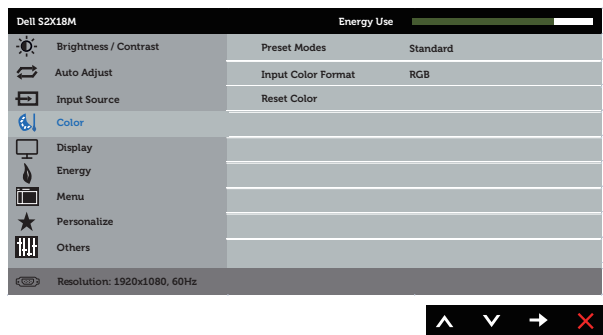 Dell S2X18M Energy Use
Brightness / Contrast Preset Modes Standard
Auto Adjust Input Color Format RGB
Input Source Reset Color
Color
Display
Energy
Menu
Personalize
Others
Resolution: 1920x1080, 60Hz